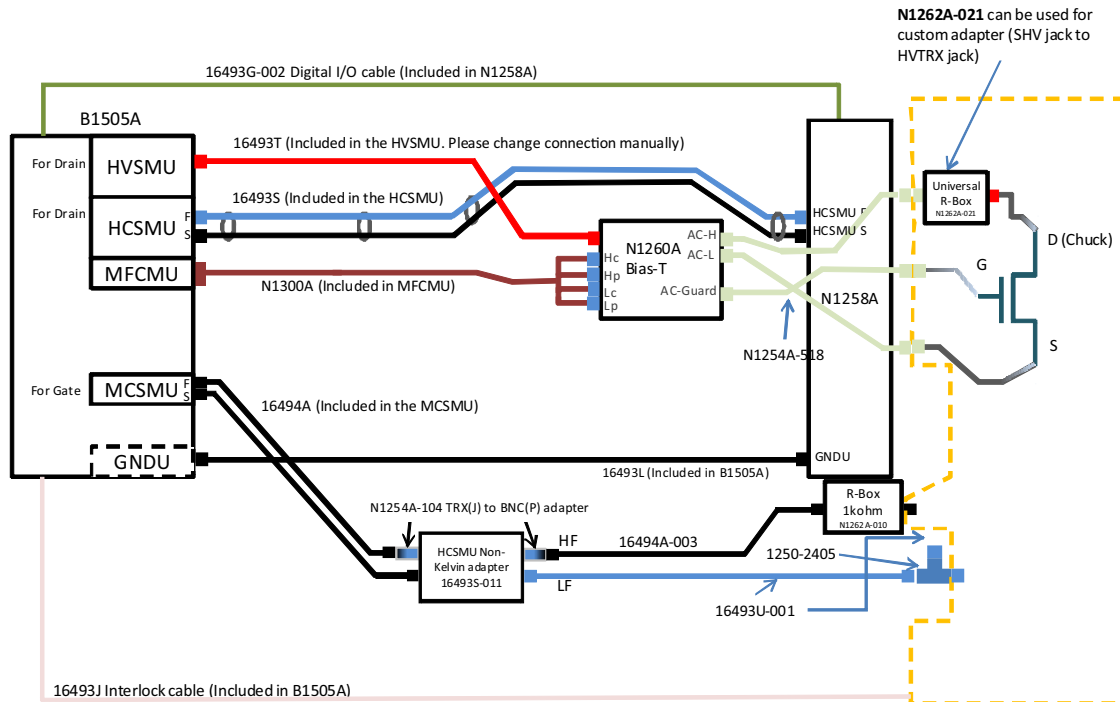 N1262A-021 can be used for
custom adapter (SHV jack to
HVTRX jack)
16493G-002 Digital I/O cable (Included in N1258A)
B1505A
16493T (Included in the HVSMU. Please change connection manually)
For Drain
HVSMU
16493S (Included in the HCSMU)
For Drain
HCSMU
F
S
HCSMU F
HCSMU S
Universal
R-Box
N1262A-021
D (Chuck)
N1260A
Bias-T
AC-H
AC-L
AC-Guard
Hc
Hp
Lc
Lp
MFCMU
N1300A (Included in MFCMU)
G
N1258A
S
N1254A-518
For Gate
MCSMU
F
S
16494A (Included in the MCSMU)
GNDU
GNDU
16493L (Included in B1505A)
R-Box
1kohm
N1262A-010
N1254A-104 TRX(J) to BNC(P) adapter
HCSMU Non-
Kelvin adapter
16493S-011
HF
16494A-003
LF
1250-2405
16493U-001
16493J Interlock cable (Included in B1505A)